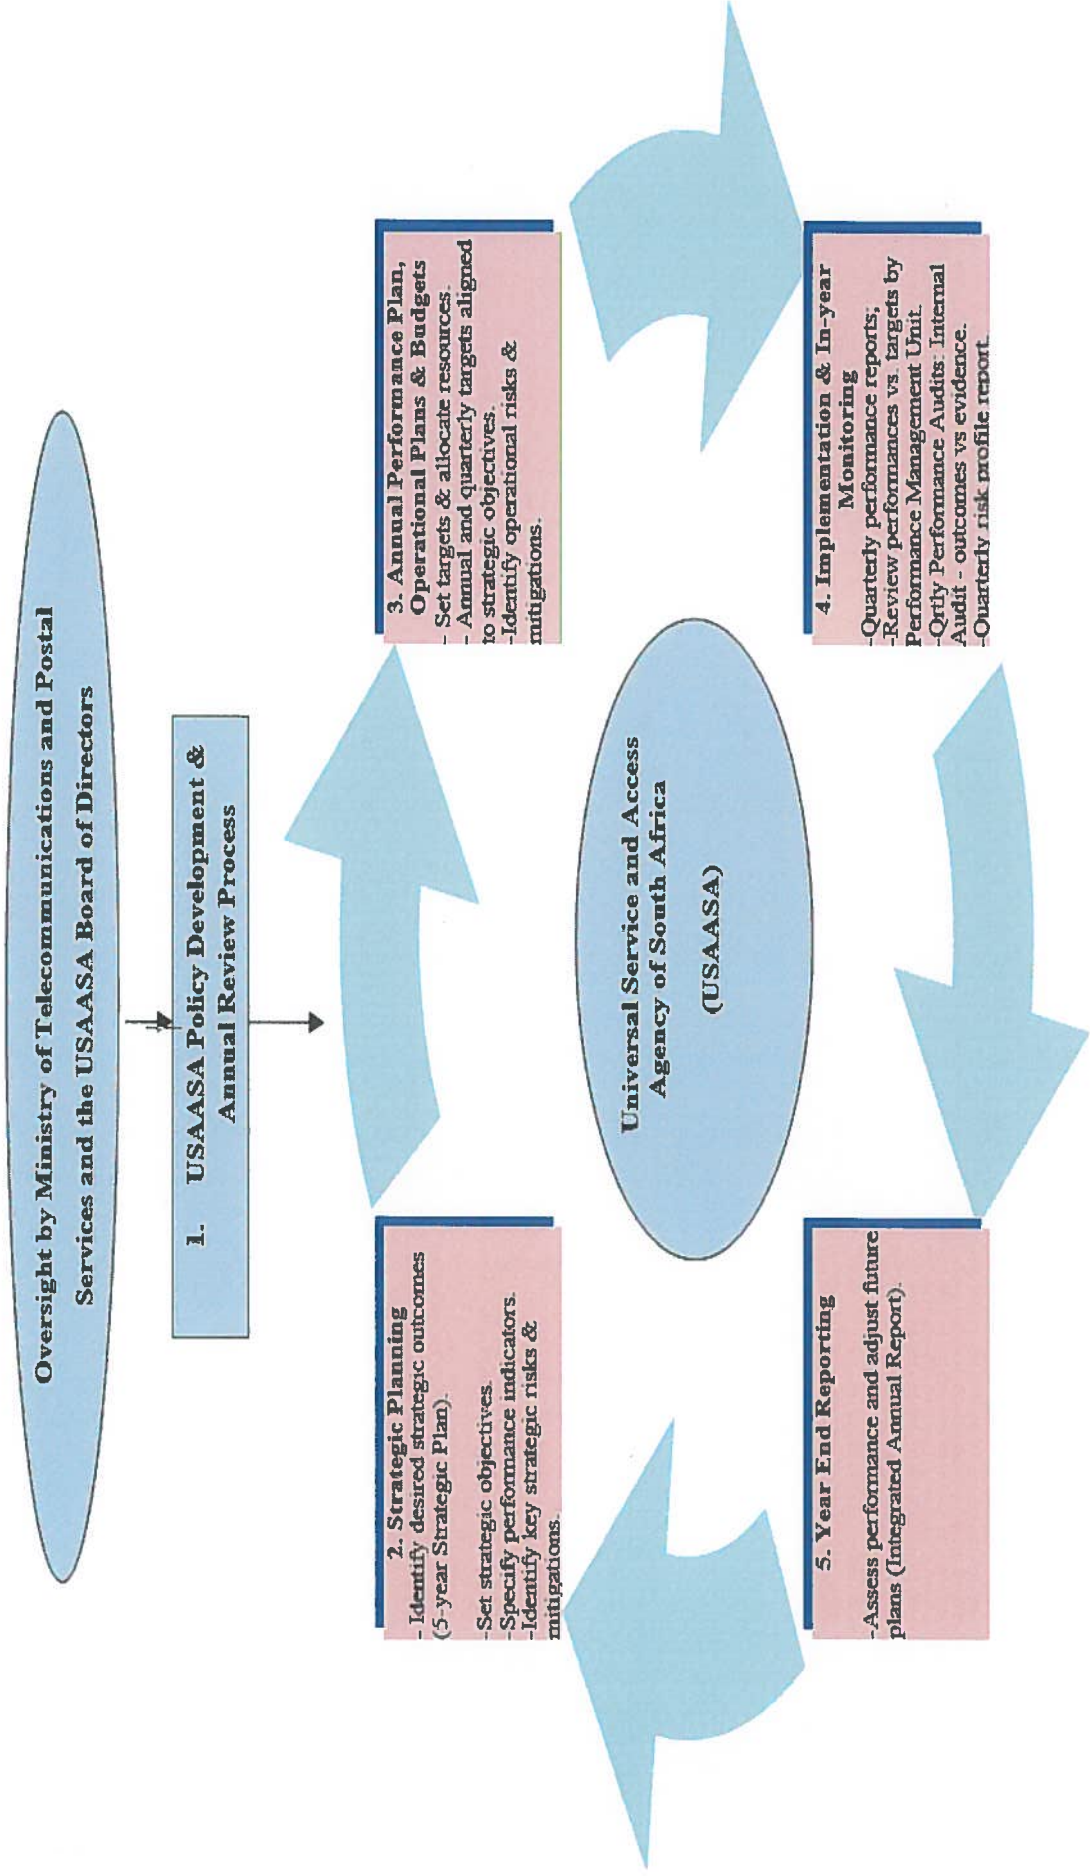 Oversight by Ministry of Telecommunications and Postal
Services and the USAASA Board of Directors
1. USAASA Policy Development &
Annual Review Process
2. Strategic Planning
- Identify desired strategic outcomes
(5-year Strategic Plan).
-Set strategic objectives.
-Specify performance indicators.
-Identify key strategic risks &
mitigations.
3. Annual Performance Plan,
Operational Plans & Budgets
- Set targets & allocate resources.
- Annual and quarterly targets aligned
to strategic objectives.
-Identify operational risks &
mitigations.
Universal Service and Access
Agency of South Africa
(USAASA)
5. Year End Reporting
-Assess performance and adjust future
plans (Integrated Annual Report).
4. Implementation & In-year
Monitoring
-Quarterly performance reports;
-Review performances vs. targets by
Performance Management Unit.
-Qrtly Performance Audits: Internal
Audit - outcomes vs evidence.
-Quarterly risk profile report.